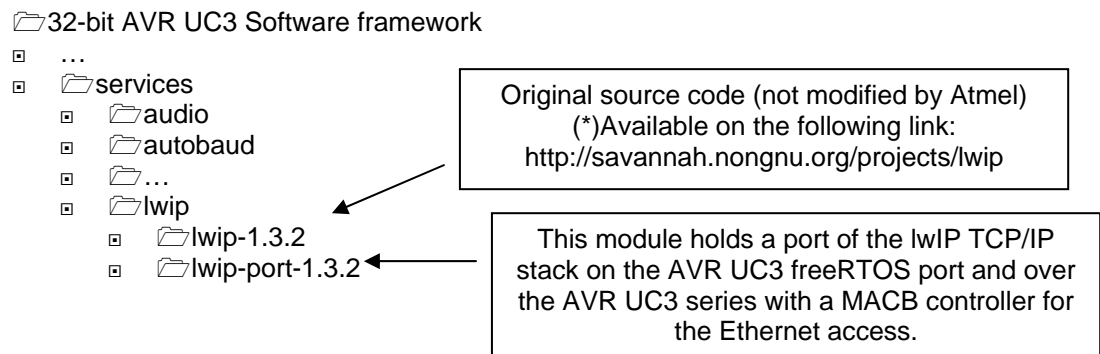 32-bit AVR UC3 Software framework
…
services
audio
autobaud
…
lwip
lwip-1.3.2
lwip-port-1.3.2
Original source code (not modified by Atmel)
(*)Available on the following link:
http://savannah.nongnu.org/projects/lwip
This module holds a port of the lwIP TCP/IP
stack on the AVR UC3 freeRTOS port and over
the AVR UC3 series with a MACB controller for
the Ethernet access.